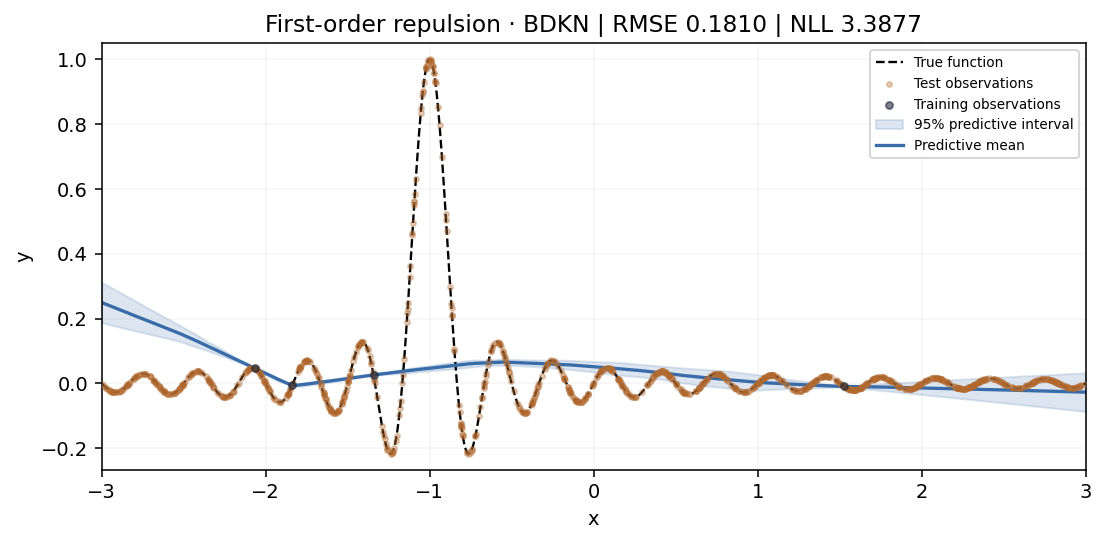 First-order repulsion · BDKN | RMSE 0.1810 | NLL 3.3877
True function
Test observations
Training observations
95% predictive interval
Predictive mean
y
1.0
0.8
0.6
0.4
0.2
0.0
−0.2
−3
−2
−1
0
1
2
3
x